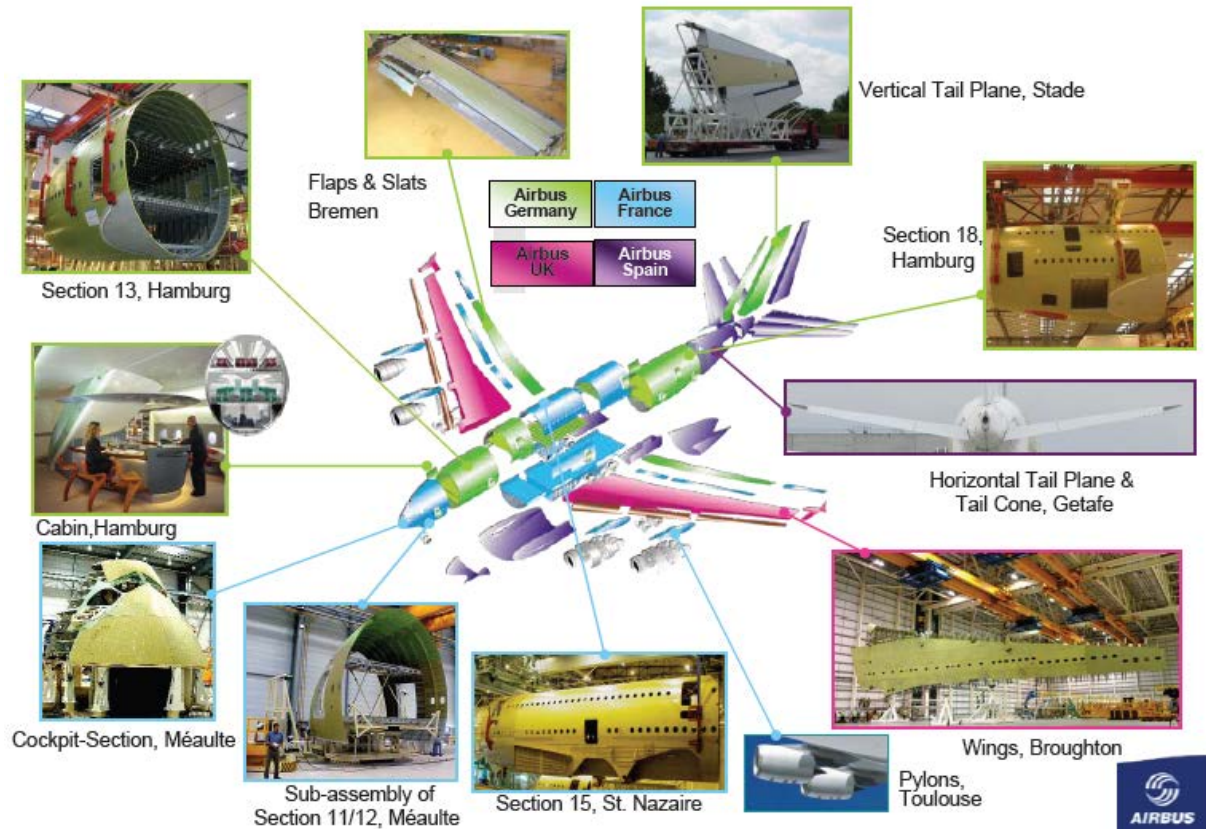 Vertical Tail Plane, Stade
Flaps & Slats
Bremen
Airbus
Germany
Airbus
France
Airbus
UK
Airbus
Spain
Section 18,
Hamburg
Section 13, Hamburg
Horizontal Tail Plane &
Tail Cone, Getafe
Cabin,Hamburg
Cockpit-Section, Méaulte
Sub-assembly of
Section 11/12, Méaulte
Section 15, St. Nazaire
Pylons,
Toulouse
Wings, Broughton
AIRBUS